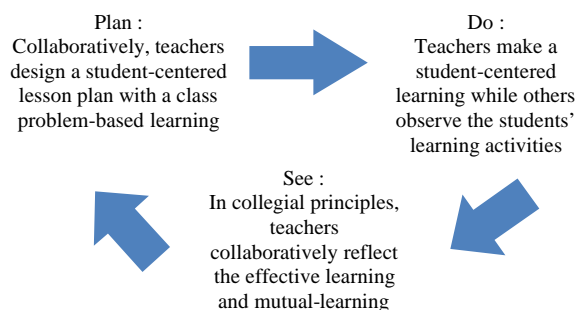 Plan :
Collaboratively, teachers
design a student-centered
lesson plan with a class
problem-based learning
Do :
Teachers make a
student-centered
learning while others
observe the students’
learning activities
See :
In collegial principles,
teachers
collaboratively reflect
the effective learning
and mutual-learning